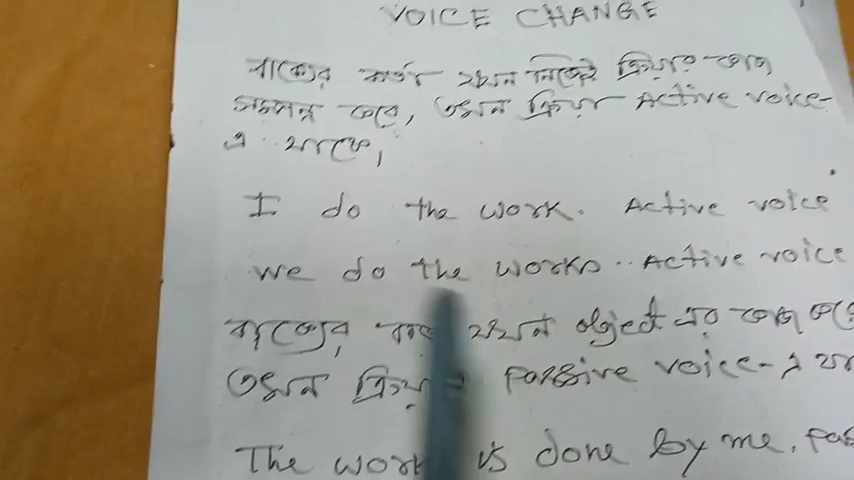 VOICE CHANGE
বাক্যের কর্তা যখন নিজেই ক্রিয়ার কাজ
সম্পন্ন করে, তখন ক্রিয়া Active voice-
এ থাকে,
I do the work. Active voice
We do the works.. Active voice
বাক্যের যখন object এর কাজ
তখন passive voice-এ
The work is done by me.